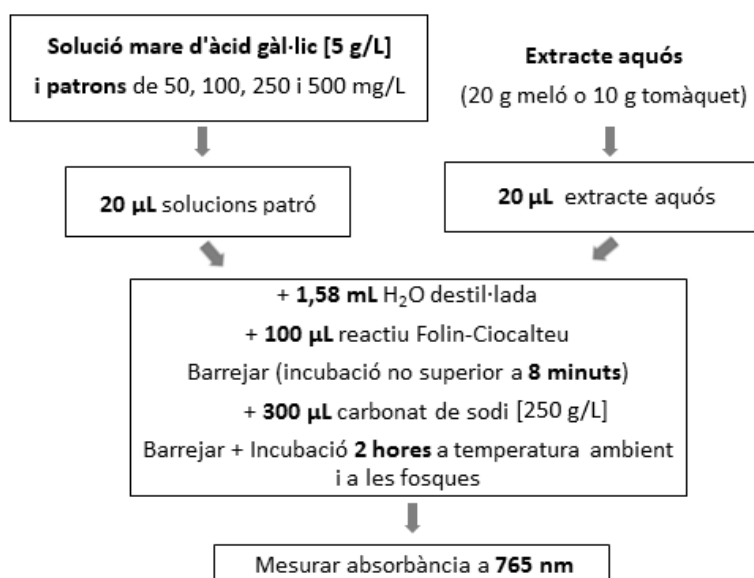 Solució mare d'àcid gàl·lic [5 g/L]
i patrons de 50, 100, 250 i 500 mg/L
Extracte aquós
(20 g meló o 10 g tomàquet)
20 µL solucions patró
20 µL extracte aquós
+ 1,58 mL H₂O destil·lada
+ 100 µL reactiu Folin-Ciocalteu
Barrejar (incubació no superior a 8 minuts)
+ 300 µL carbonat de sodi [250 g/L]
Barrejar + Incubació 2 hores a temperatura ambient
i a les fosques
Mesurar absorbància a 765 nm